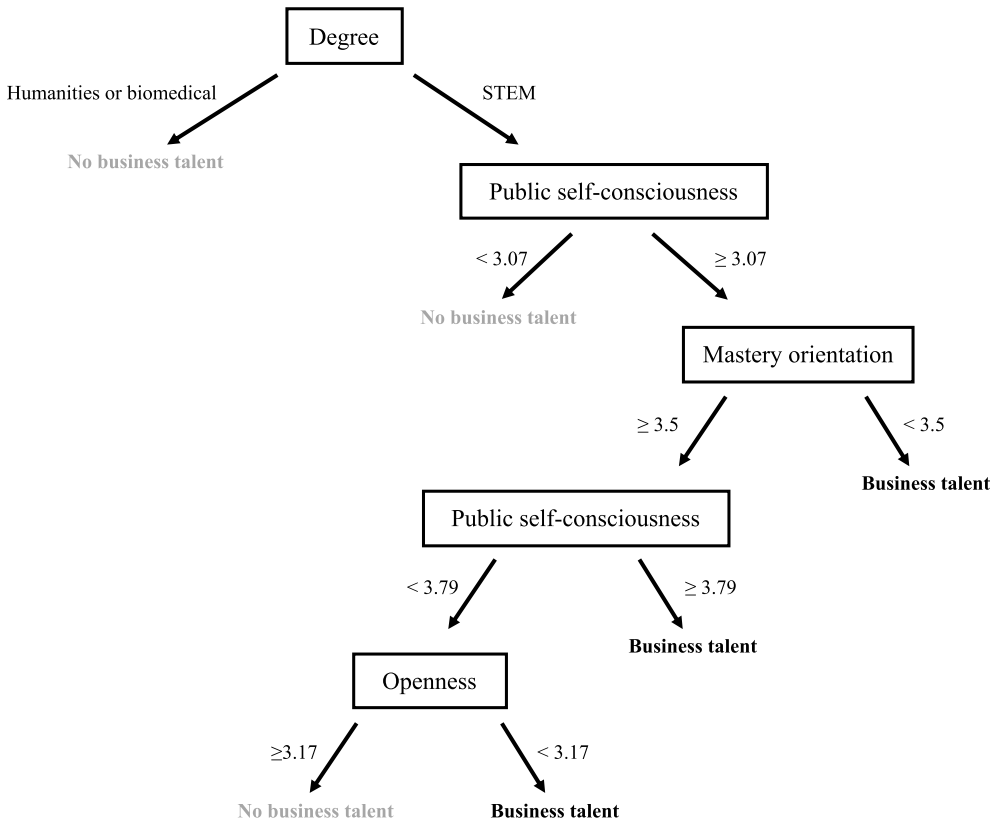 Degree
Humanities or biomedical
STEM
No business talent
Public self-consciousness
< 3.07
≥ 3.07
No business talent
Mastery orientation
≥ 3.5
< 3.5
Business talent
Public self-consciousness
< 3.79
≥ 3.79
Business talent
Openness
≥3.17
< 3.17
No business talent
Business talent